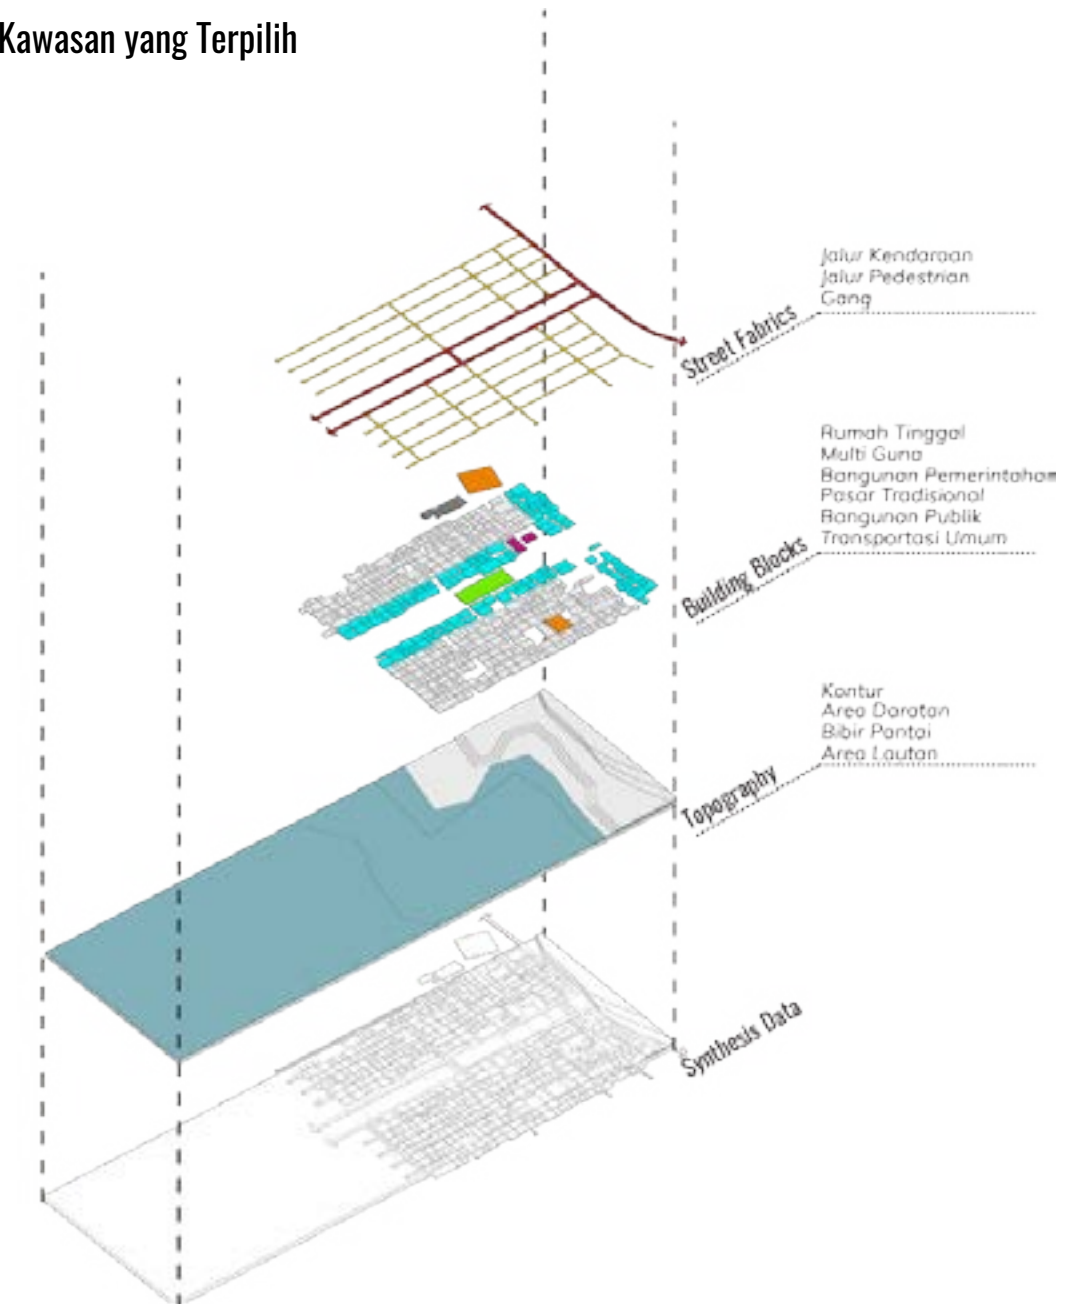 Kawasan yang Terpilih
Jalur Kendaraan
Jalur Pedestrian
Gang
Street Fabrics
Rumah Tinggal
Multi Guna
Bangunan Pemerintahan
Pasar Tradisional
Bangunan Publik
Transportasi Umum
Building Blocks
Kontur
Area Daratan
Bibir Pantai
Area Lautan
Topography
Synthesis Data